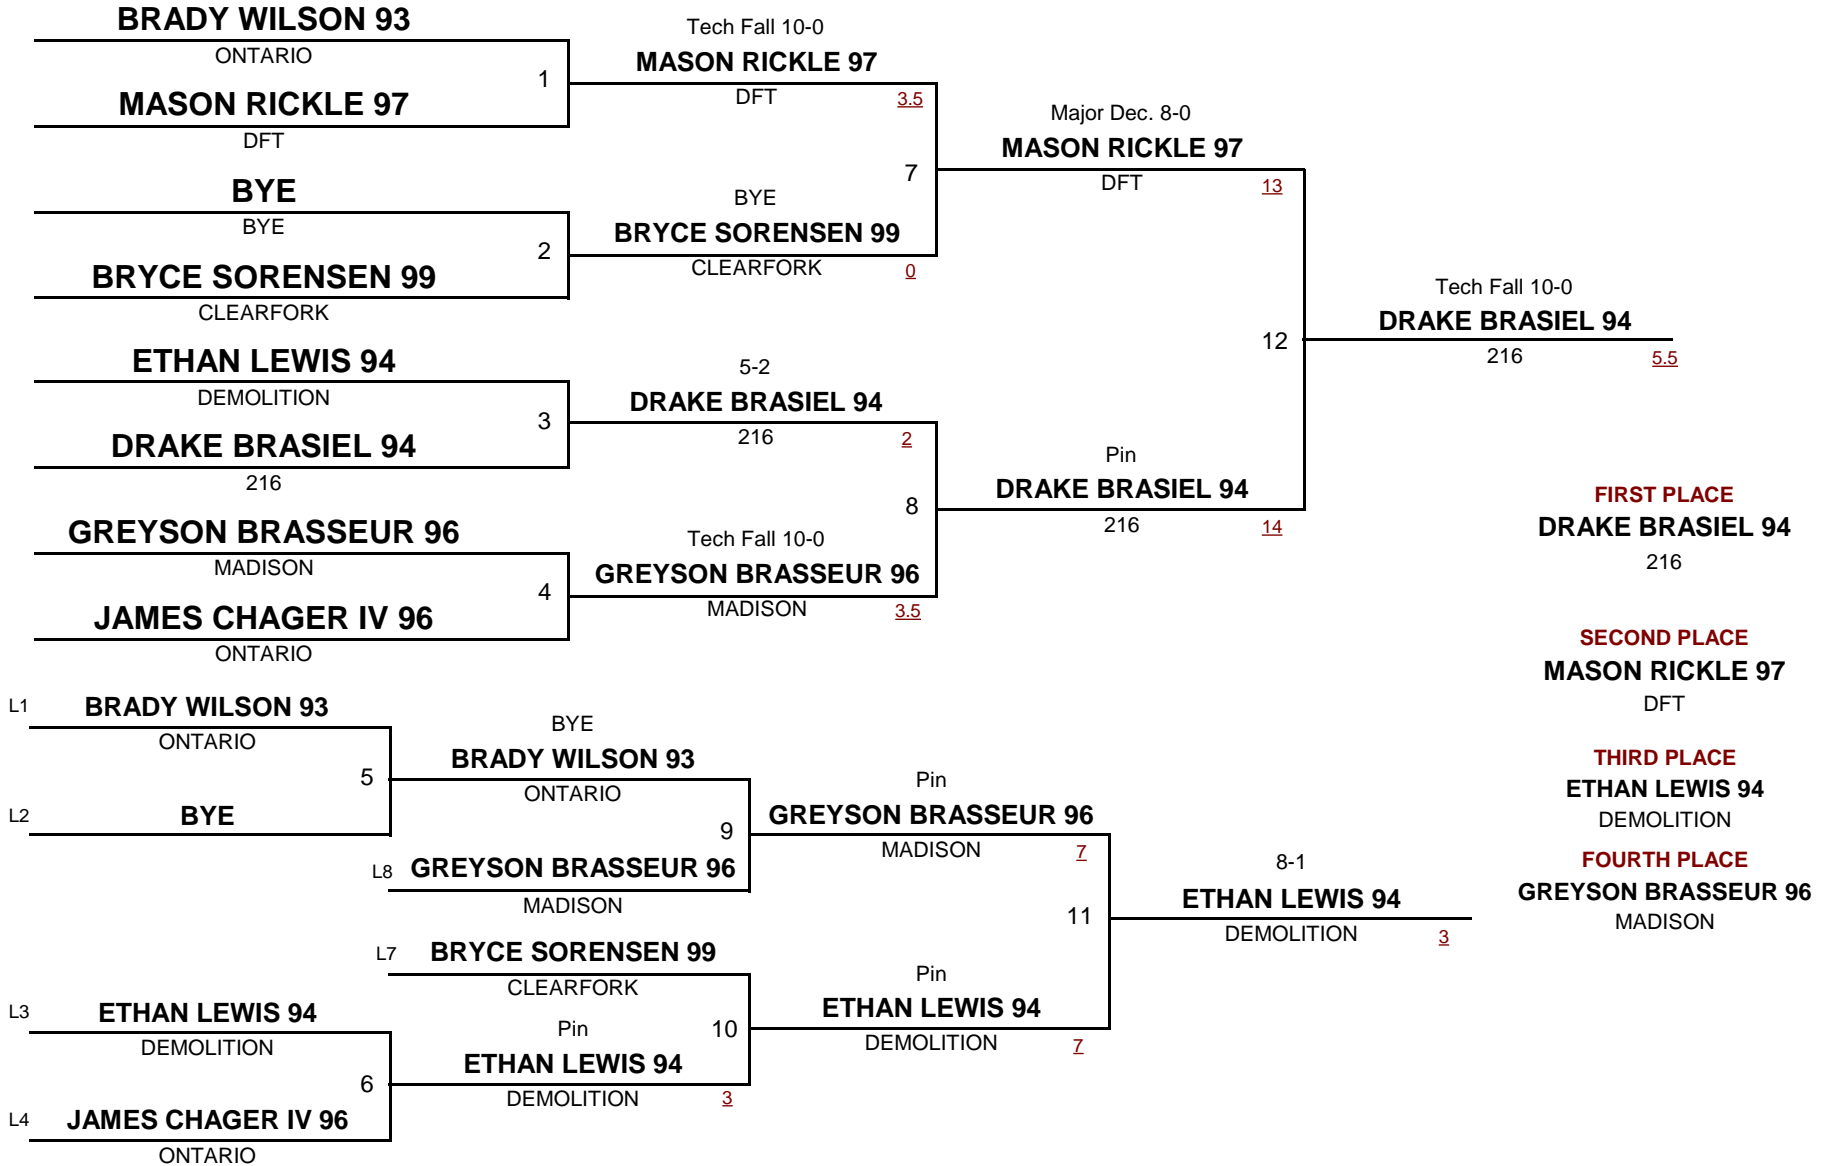 BRADY WILSON 93
ONTARIO
1
MASON RICKLE 97
DFT
BYE
BYE
2
BRYCE SORENSEN 99
CLEARFORK
ETHAN LEWIS 94
DEMOLITION
3
DRAKE BRASIEL 94
216
GREYSON BRASSEUR 96
MADISON
4
JAMES CHAGER IV 96
ONTARIO
Tech Fall 10-0
MASON RICKLE 97
DFT 3.5
7
BYE
BRYCE SORENSEN 99
CLEARFORK 0
5-2
DRAKE BRASIEL 94
216 2
8
Tech Fall 10-0
GREYSON BRASSEUR 96
MADISON 3.5
Major Dec. 8-0
MASON RICKLE 97
DFT 13
12
Pin
DRAKE BRASIEL 94
216 14
Tech Fall 10-0
DRAKE BRASIEL 94
216 5.5
FIRST PLACE
DRAKE BRASIEL 94
216
SECOND PLACE
MASON RICKLE 97
DFT
THIRD PLACE
ETHAN LEWIS 94
DEMOLITION
FOURTH PLACE
GREYSON BRASSEUR 96
MADISON
L1 BRADY WILSON 93
ONTARIO
5
L2 BYE
BYE
BRADY WILSON 93
ONTARIO
9
L8 GREYSON BRASSEUR 96
MADISON
L7 BRYCE SORENSEN 99
CLEARFORK
10
L3 ETHAN LEWIS 94
DEMOLITION
6
L4 JAMES CHAGER IV 96
ONTARIO
Pin
ETHAN LEWIS 94
DEMOLITION 3
Pin
GREYSON BRASSEUR 96
MADISON 7
11
Pin
ETHAN LEWIS 94
DEMOLITION 7
8-1
ETHAN LEWIS 94
DEMOLITION 3